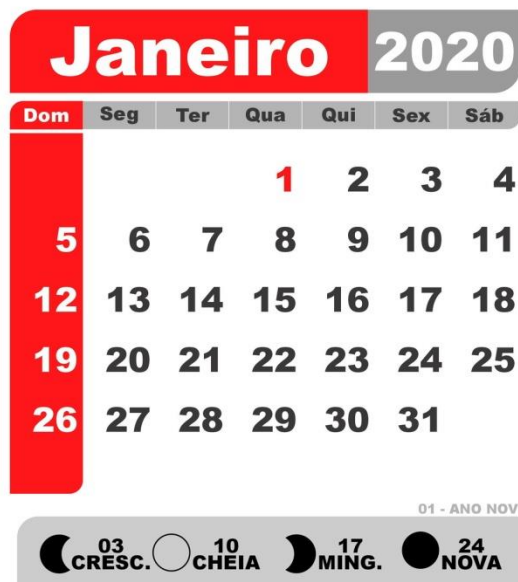 Janeiro 2020
Dom Seg Ter Qua Qui Sex Sáb
1 2 3 4
5 6 7 8 9 10 11
12 13 14 15 16 17 18
19 20 21 22 23 24 25
26 27 28 29 30 31
01 - ANO NOV
03 10 17 24
CRESC. CHEIA MING. NOVA